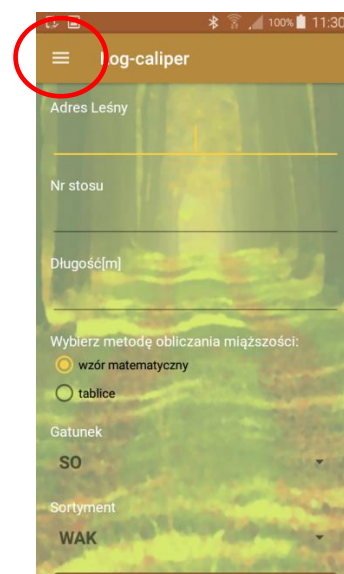 100% 11:30
Log-caliper
Adres Leśny
Nr stosu
Długość[m]
Wybierz metodę obliczania miąższości:
wzór matematyczny
tablice
Gatunek
SO
Sortyment
WAK